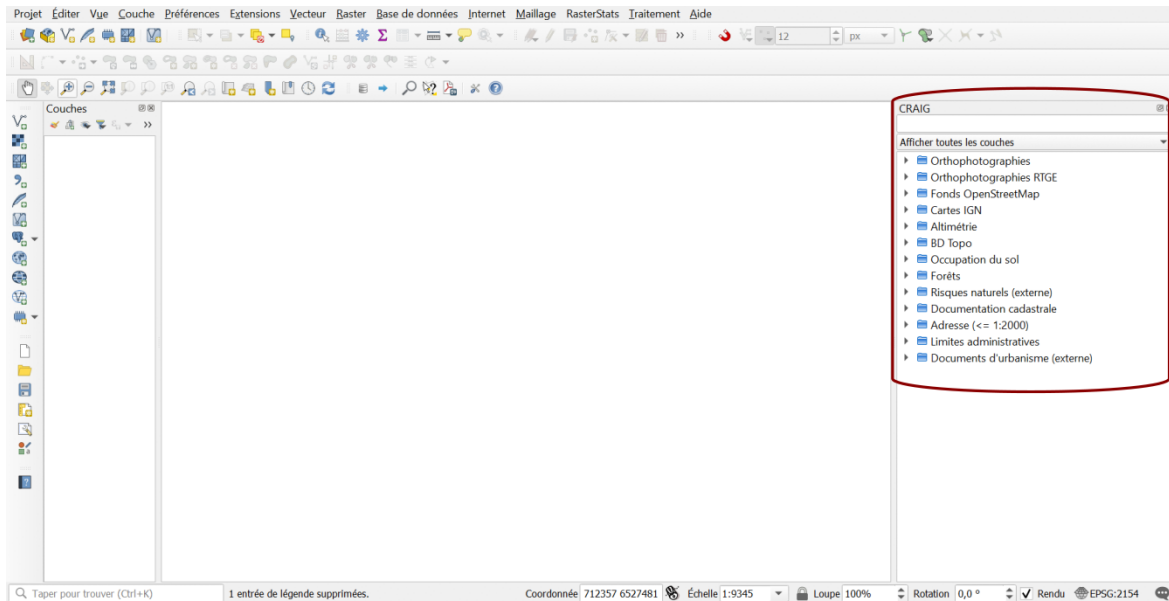 Projet Éditer Vue Couche Préférences Extensions Vecteur Raster Base de données Internet Maillage RasterStats Traitement Aide
12 px
Couches
CRAIG
Afficher toutes les couches
Orthophotographies
Orthophotographies RTGE
Fonds OpenStreetMap
Cartes IGN
Altimétrie
BD Topo
Occupation du sol
Forêts
Risques naturels (externe)
Documentation cadastrale
Adresse (<= 1:2000)
Limites administratives
Documents d'urbanisme (externe)
Taper pour trouver (Ctrl+K) 1 entrée de légende supprimées. Coordonnée 712357 6527481 Échelle 1:9345 Loupe 100% Rotation 0,0 ° Rendu EPSG:2154